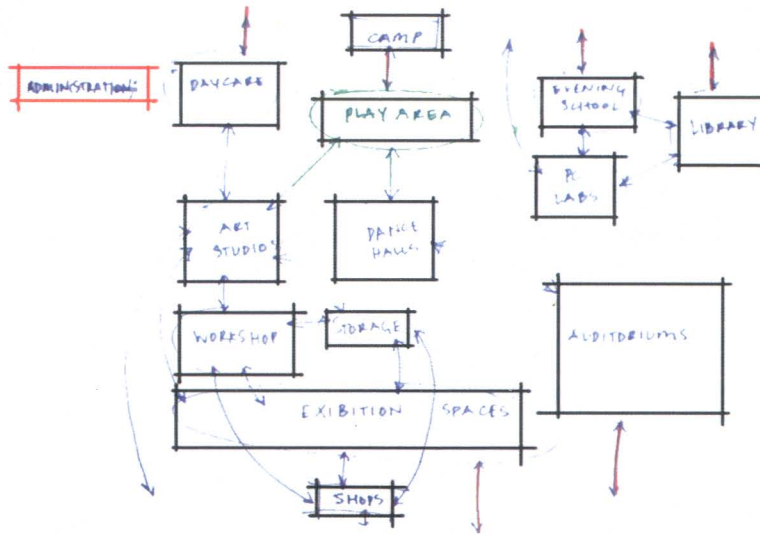 CAMP
ADMINISTRATION
DAYCARE
PLAY AREA
EVENING
SCHOOL
LIBRARY
PC
LABS
ART
STUDIOS
DANCE
HALLS
WORKSHOP
STORAGE
AUDITORIUMS
EXIBITION SPACES
SHOPS